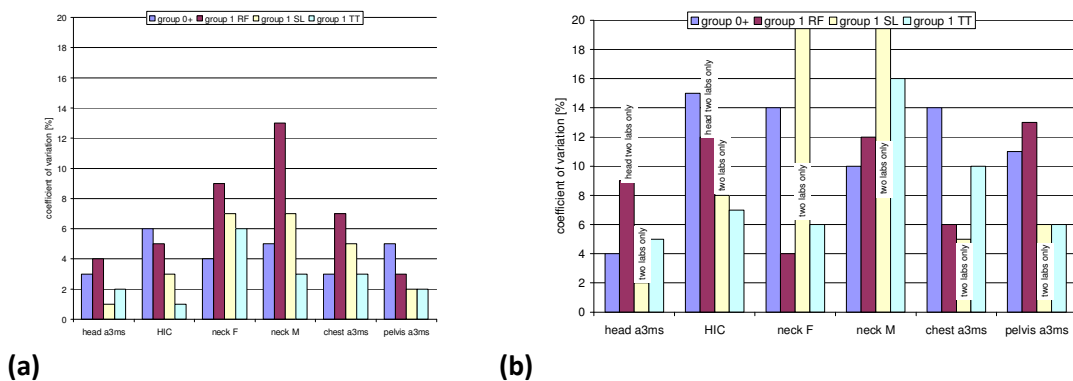 group 0+ group 1 RF group 1 SL group 1 TT
20
18
16
14
12
10
8
6
4
2
0
coefficient of variation [%]
head a3ms HIC neck F neck M chest a3ms pelvis a3ms
(a)
group 0+ group 1 RF group 1 SL group 1 TT
20
18
16
14
12
10
8
6
4
2
0
coefficient of variation [%]
head two labs only
two labs only
head two labs only
two labs only
two labs only
two labs only
two labs only
two labs only
head a3ms HIC neck F neck M chest a3ms pelvis a3ms
(b)